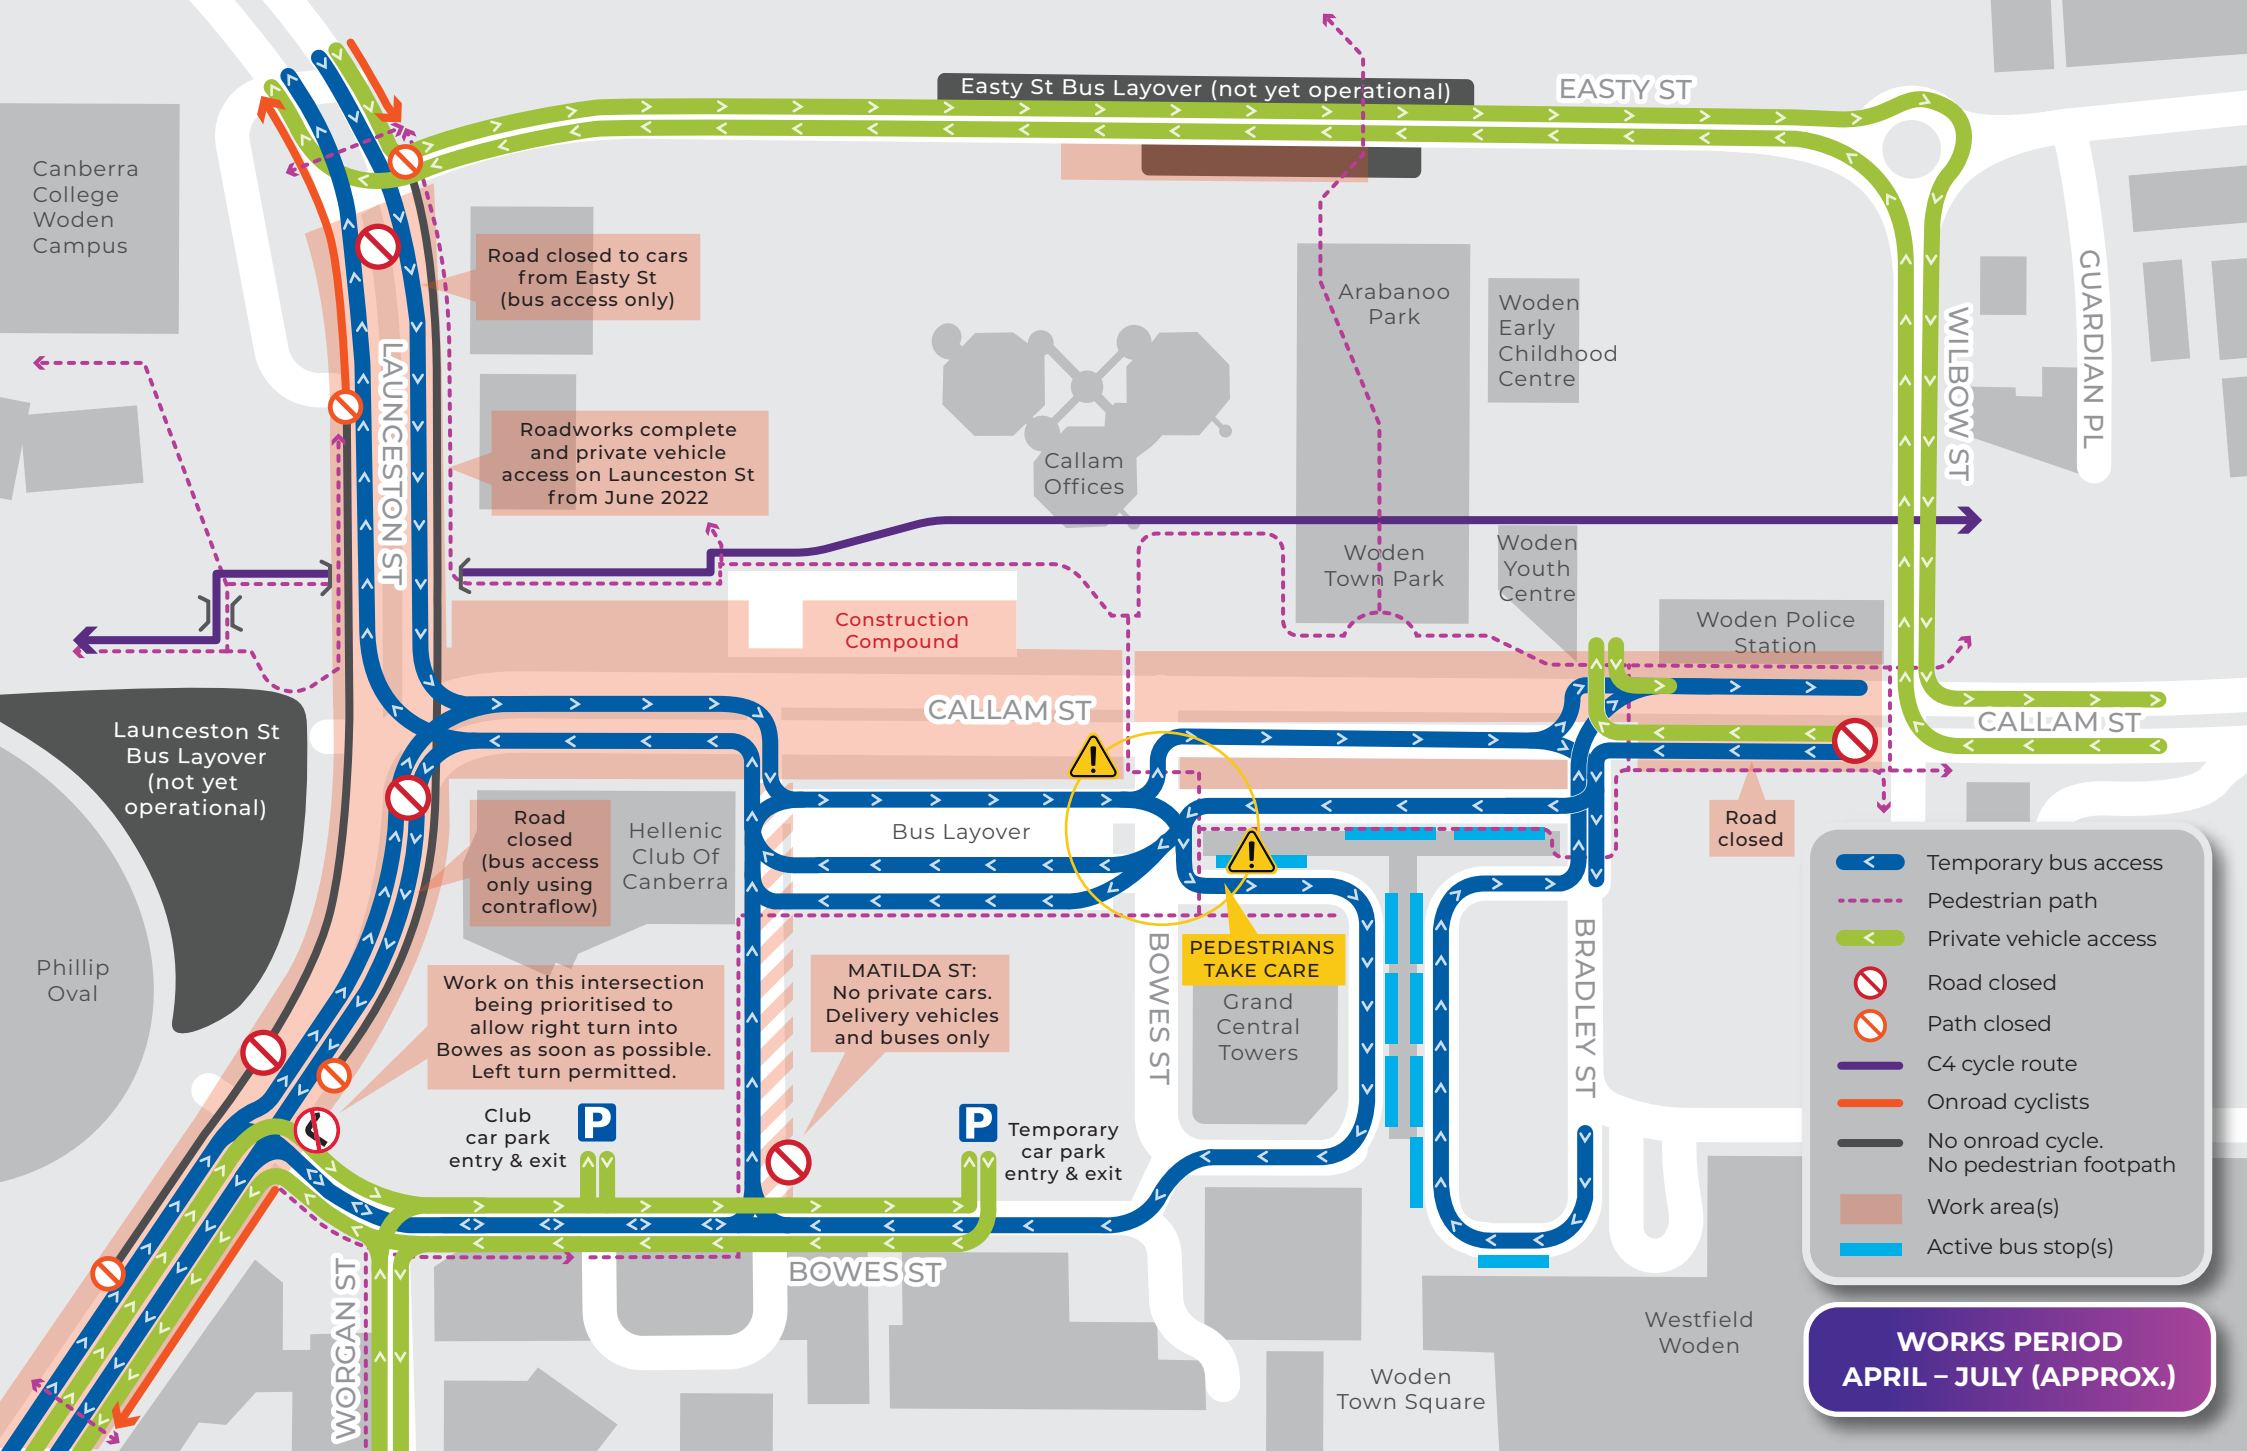 Easty St Bus Layover (not yet operational)
EASTY ST
Canberra
College
Woden
Campus
Road closed to cars
from Easty St
(bus access only)
Arabanoo
Park
Woden
Early
Childhood
Centre
GUARDIAN PL
WILBOW ST
LAUNCESTON ST
Roadworks complete
and private vehicle
access on Launceston St
from June 2022
Callam
Offices
Woden
Town Park
Woden
Youth
Centre
Construction
Compound
Woden Police
Station
CALLAM ST
CALLAM ST
Launceston St
Bus Layover
(not yet
operational)
Road
closed
(bus access
only using
contraflow)
Hellenic
Club Of
Canberra
Bus Layover
Road
closed
PEDESTRIANS
TAKE CARE
BOWES ST
BRADLEY ST
Phillip
Oval
Work on this intersection
being prioritised to
allow right turn into
Bowes as soon as possible.
Left turn permitted.
MATILDA ST:
No private cars.
Delivery vehicles
and buses only
Grand
Central
Towers
Club
car park
entry & exit
P
P
Temporary
car park
entry & exit
BOWES ST
WORGAN ST
Woden
Town Square
Westfield
Woden
Temporary bus access
Pedestrian path
Private vehicle access
Road closed
Path closed
C4 cycle route
Onroad cyclists
No onroad cycle.
No pedestrian footpath
Work area(s)
Active bus stop(s)
WORKS PERIOD
APRIL – JULY (APPROX.)